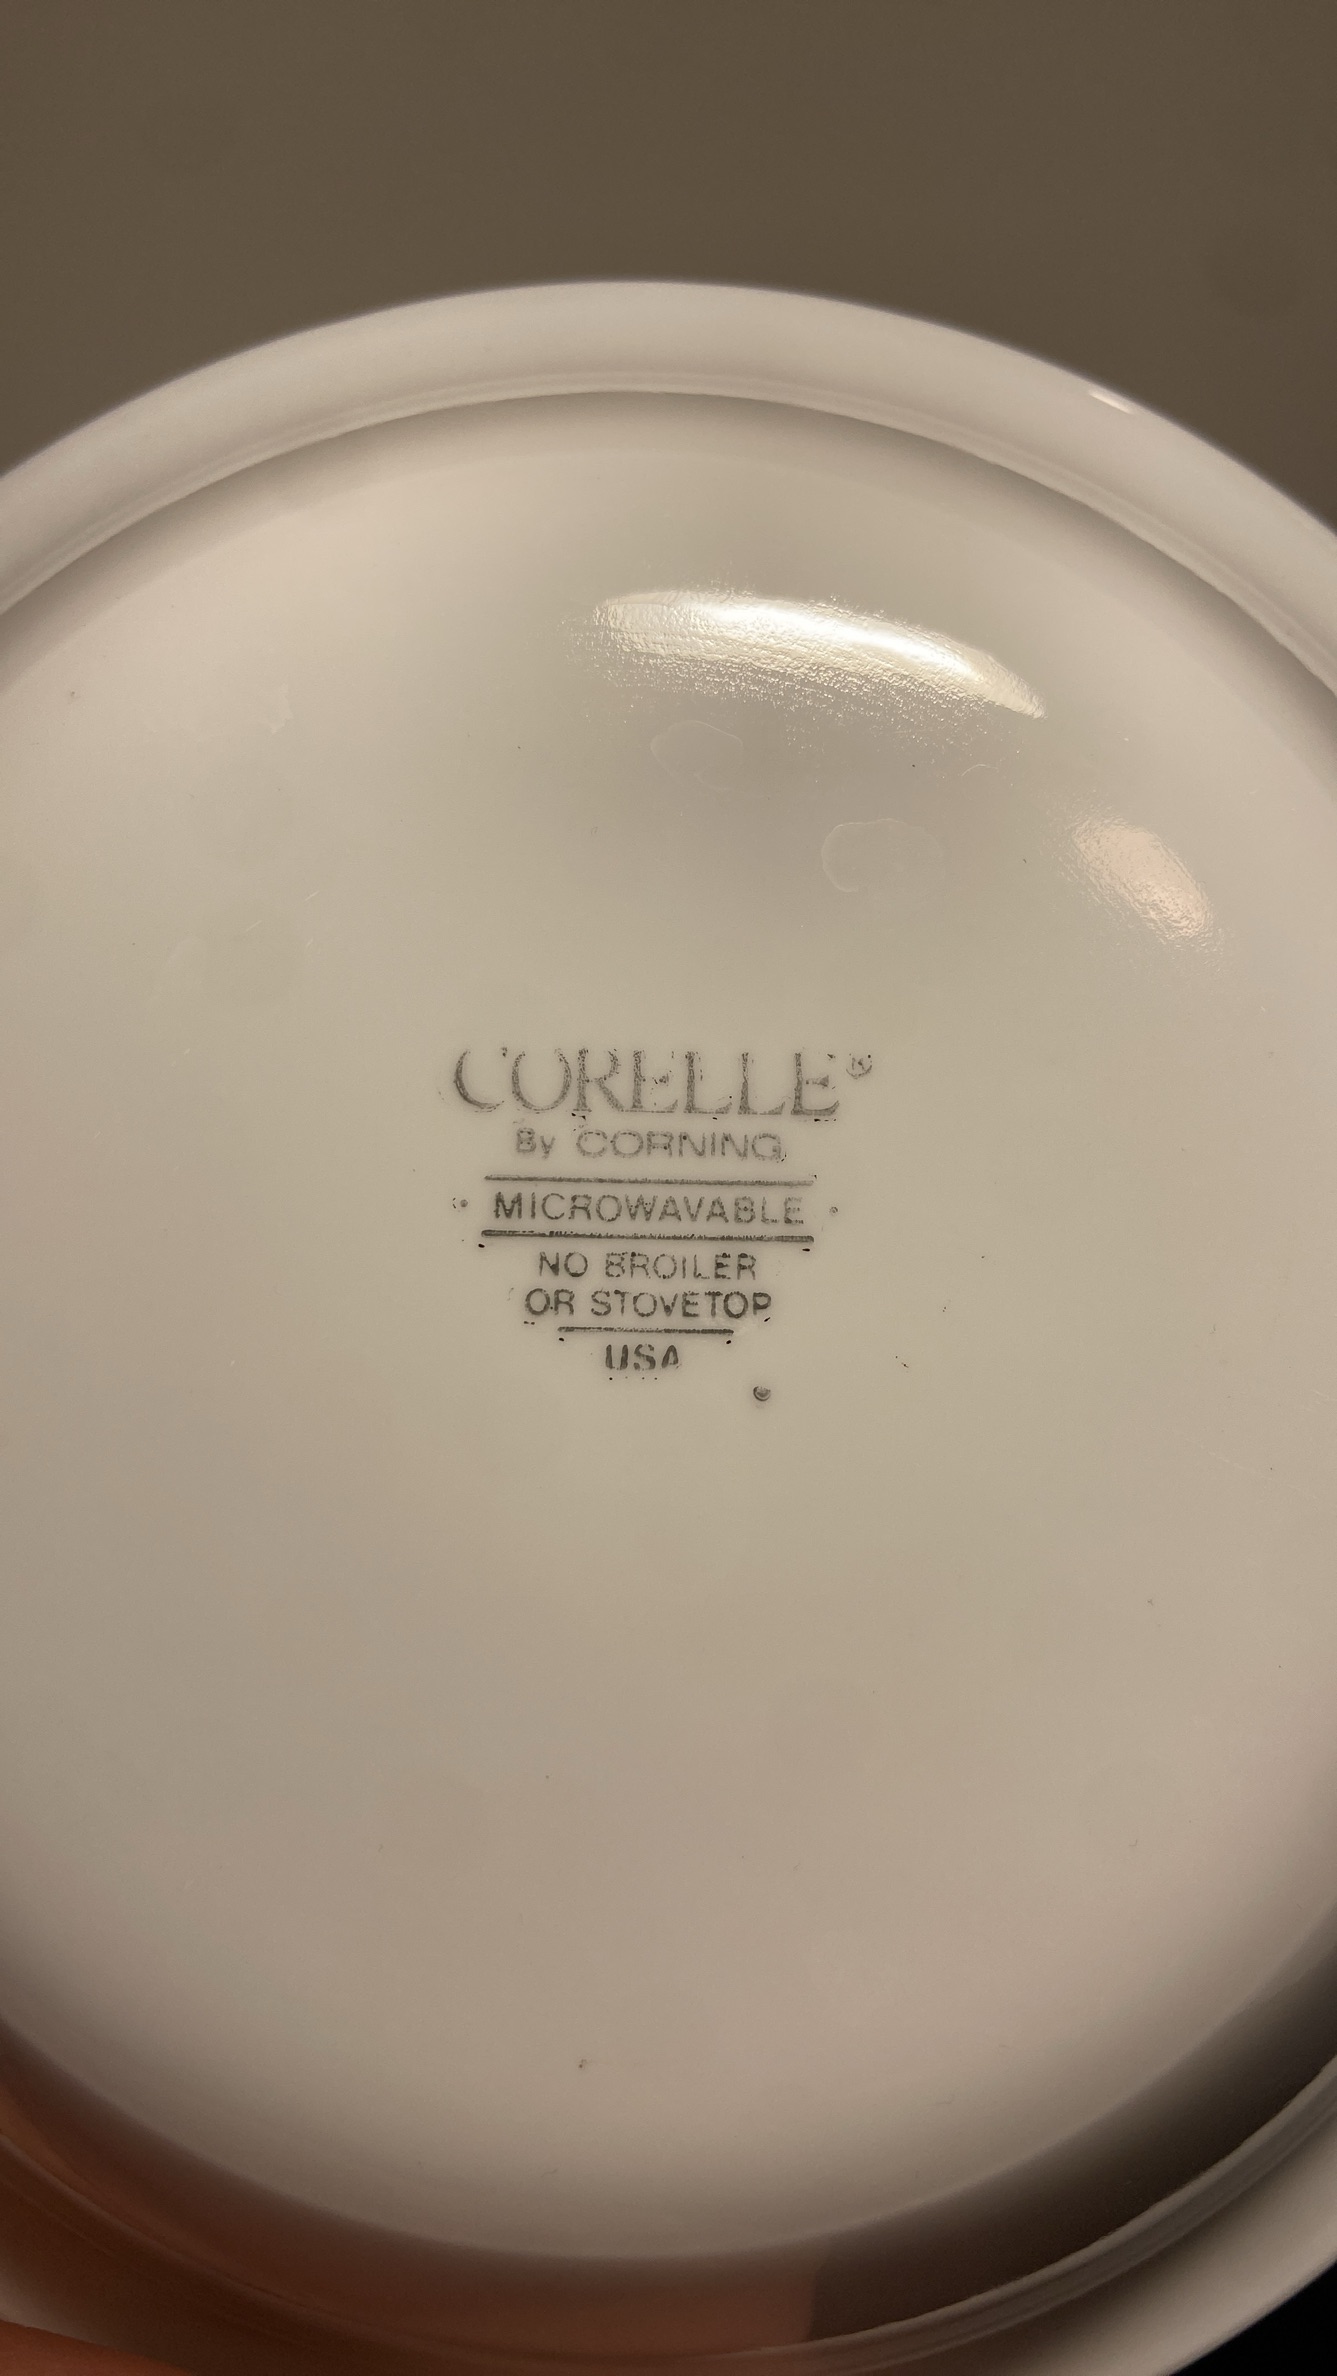 CORELLE®
By CORNING
· MICROWAVABLE ·
NO BROILER
OR STOVETOP
USA